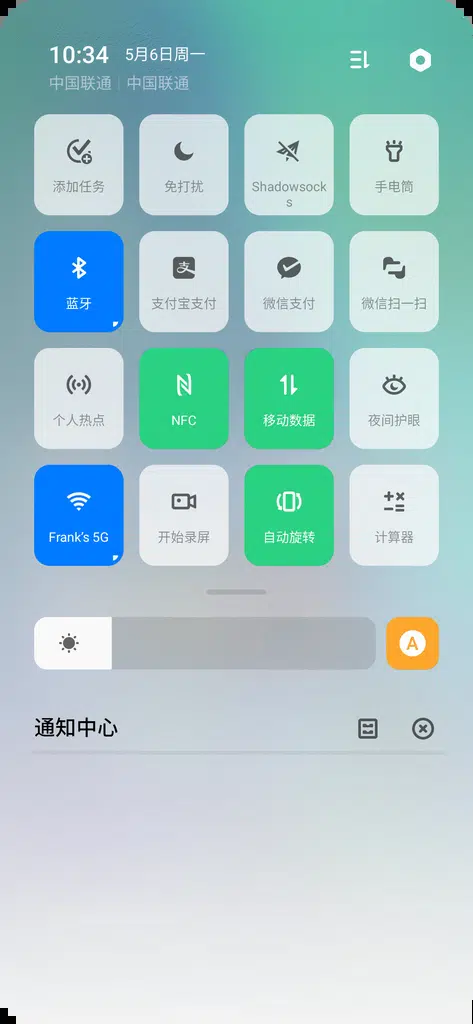 10:34 5月6日周一
中国联通 | 中国联通
添加任务
免打扰
Shadowsock
s
手电筒
蓝牙
支付宝支付
微信支付
微信扫一扫
个人热点
NFC
移动数据
夜间护眼
Frank's 5G
开始录屏
自动旋转
计算器
A
通知中心